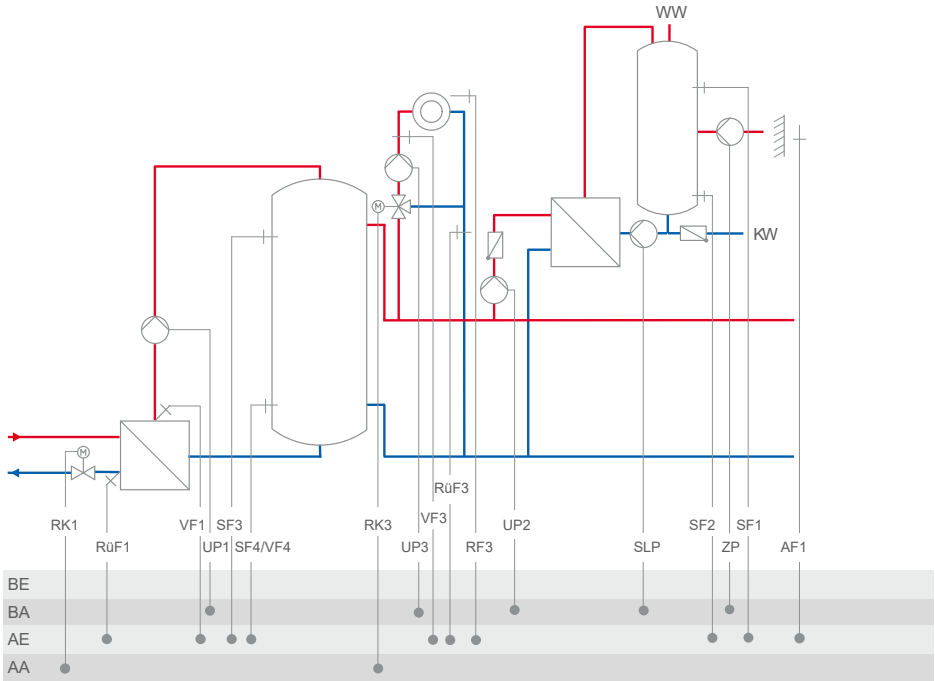 WW
M
KW
M
RüF3
RK1 VF1 SF3 RK3 VF3 UP2 SF2 SF1
RüF1 UP1 SF4/VF4 UP3 RF3 SLP ZP AF1
BE
BA
AE
AA